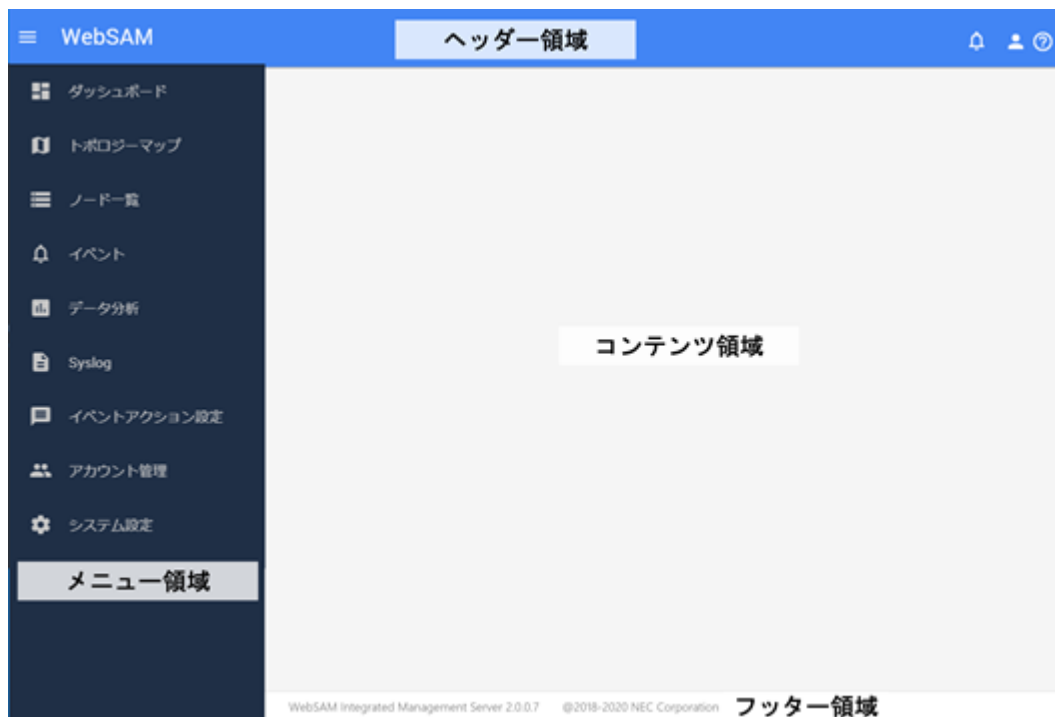 WebSAM
ヘッダー領域
ダッシュボード
トポロジーマップ
ノード一覧
イベント
データ分析
Syslog
イベントアクション設定
アカウント管理
システム設定
メニュー領域
コンテンツ領域
WebSAM Integrated Management Server 2.0.0.7 @2018-2020 NEC Corporation フッター領域